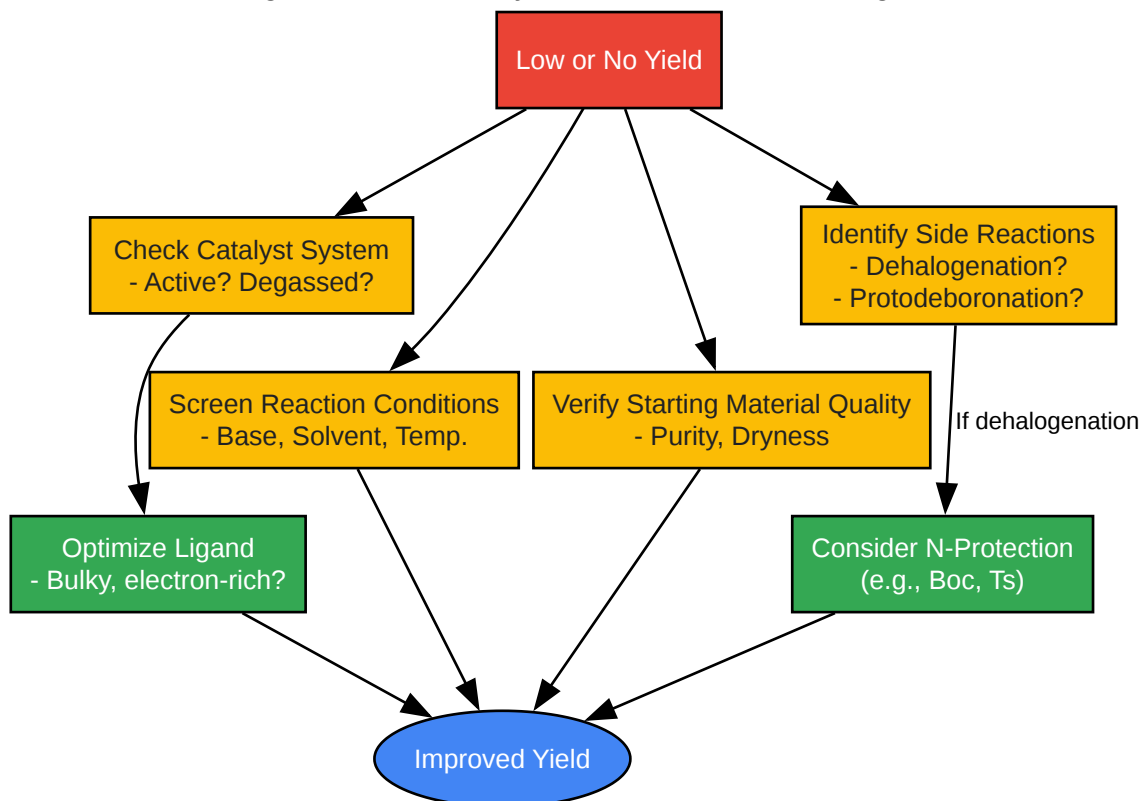 Low or No Yield
Check Catalyst System
- Active? Degassed?
Identify Side Reactions
- Dehalogenation?
- Protodeboronation?
Screen Reaction Conditions
- Base, Solvent, Temp.
Verify Starting Material Quality
- Purity, Dryness
If dehalogenation
Optimize Ligand
- Bulky, electron-rich?
Consider N-Protection
(e.g., Boc, Ts)
Improved Yield